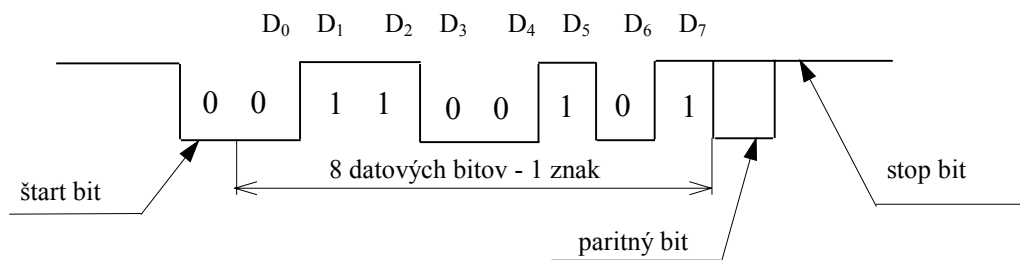 D₀ D₁ D₂ D₃ D₄ D₅ D₆ D₇
0 0 1 1 0 0 1 0 1
8 datových bitov - 1 znak
štart bit
stop bit
paritný bit